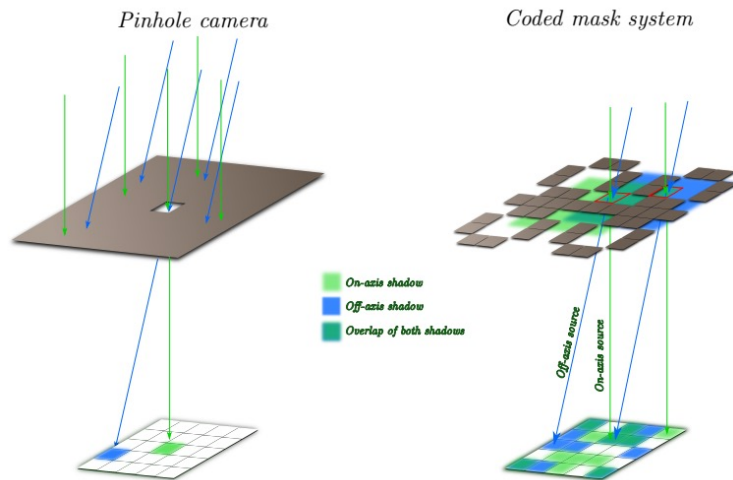 Pinhole camera
Coded mask system
On-axis shadow
Off-axis shadow
Overlap of both shadows
Off-axis source
On-axis source